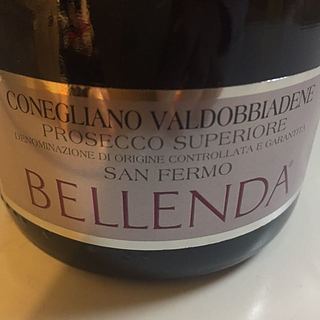 CONEGLIANO VALDOBBIADENE
PROSECCO SUPERIORE
DENOMINAZIONE DI ORIGINE CONTROLLATA E GARANTITA
SAN FERMO
BELLENDA®